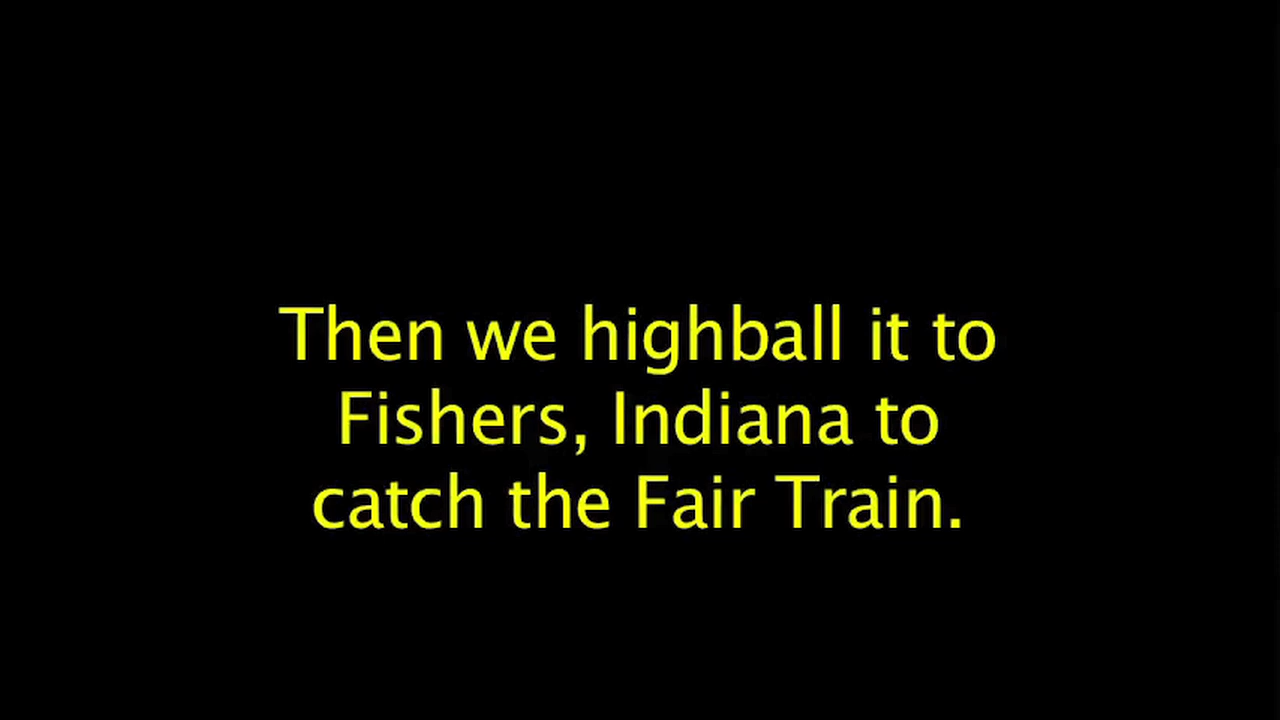 Then we highball it to
Fishers, Indiana to
catch the Fair Train.